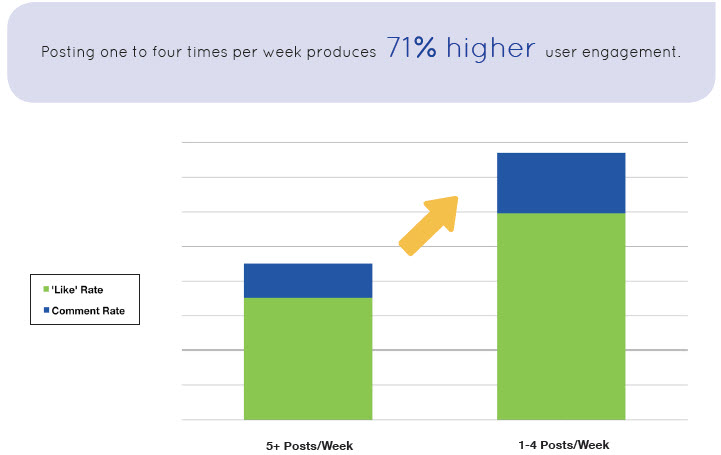 Posting one to four times per week produces 71% higher user engagement.
'Like' Rate
Comment Rate
5+ Posts/Week
1-4 Posts/Week